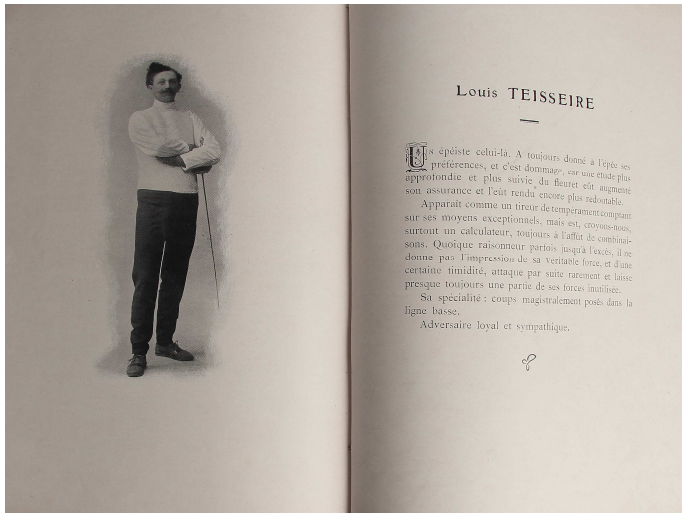 Louis TEISSEIRE
UN épéiste celui-là. A toujours donné à l'épée ses
préférences, et c'est dommage, car une étude plus
approfondie et plus suivie du fleuret eût augmenté
son assurance et l'eût rendu encore plus redoutable.
Apparaît comme un tireur de tempérament comptant
sur ses moyens exceptionnels, mais est, croyons-nous,
surtout un calculateur, toujours à l'affût de combinai-
sons. Quoique raisonneur parfois jusqu'à l'excès, il ne
donne pas l'impression de sa véritable force, et d'une
certaine timidité, attaque par suite rarement et laisse
presque toujours une partie de ses forces inutilisée.
Sa spécialité : coups magistralement posés dans la
ligne basse.
Adversaire loyal et sympathique.